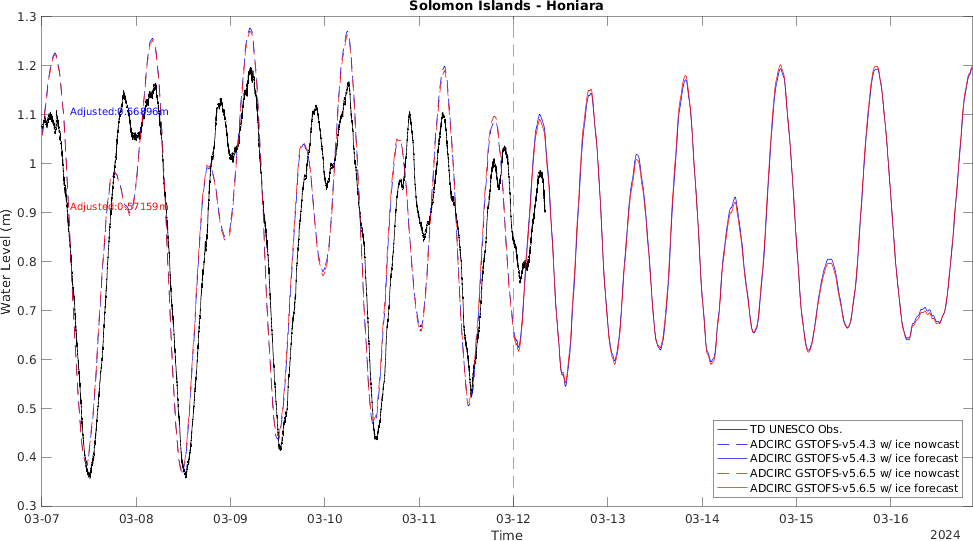 Solomon Islands - Honiara
Water Level (m)
1.3
1.2
1.1
1
0.9
0.8
0.7
0.6
0.5
0.4
0.3
Adjusted:0.56896m
Adjusted:0.57159m
TD UNESCO Obs.
ADCIRC GSTOFS-v5.4.3 w/ ice nowcast
ADCIRC GSTOFS-v5.4.3 w/ ice forecast
ADCIRC GSTOFS-v5.6.5 w/ ice nowcast
ADCIRC GSTOFS-v5.6.5 w/ ice forecast
03-07 03-08 03-09 03-10 03-11 03-12 03-13 03-14 03-15 03-16
Time
2024